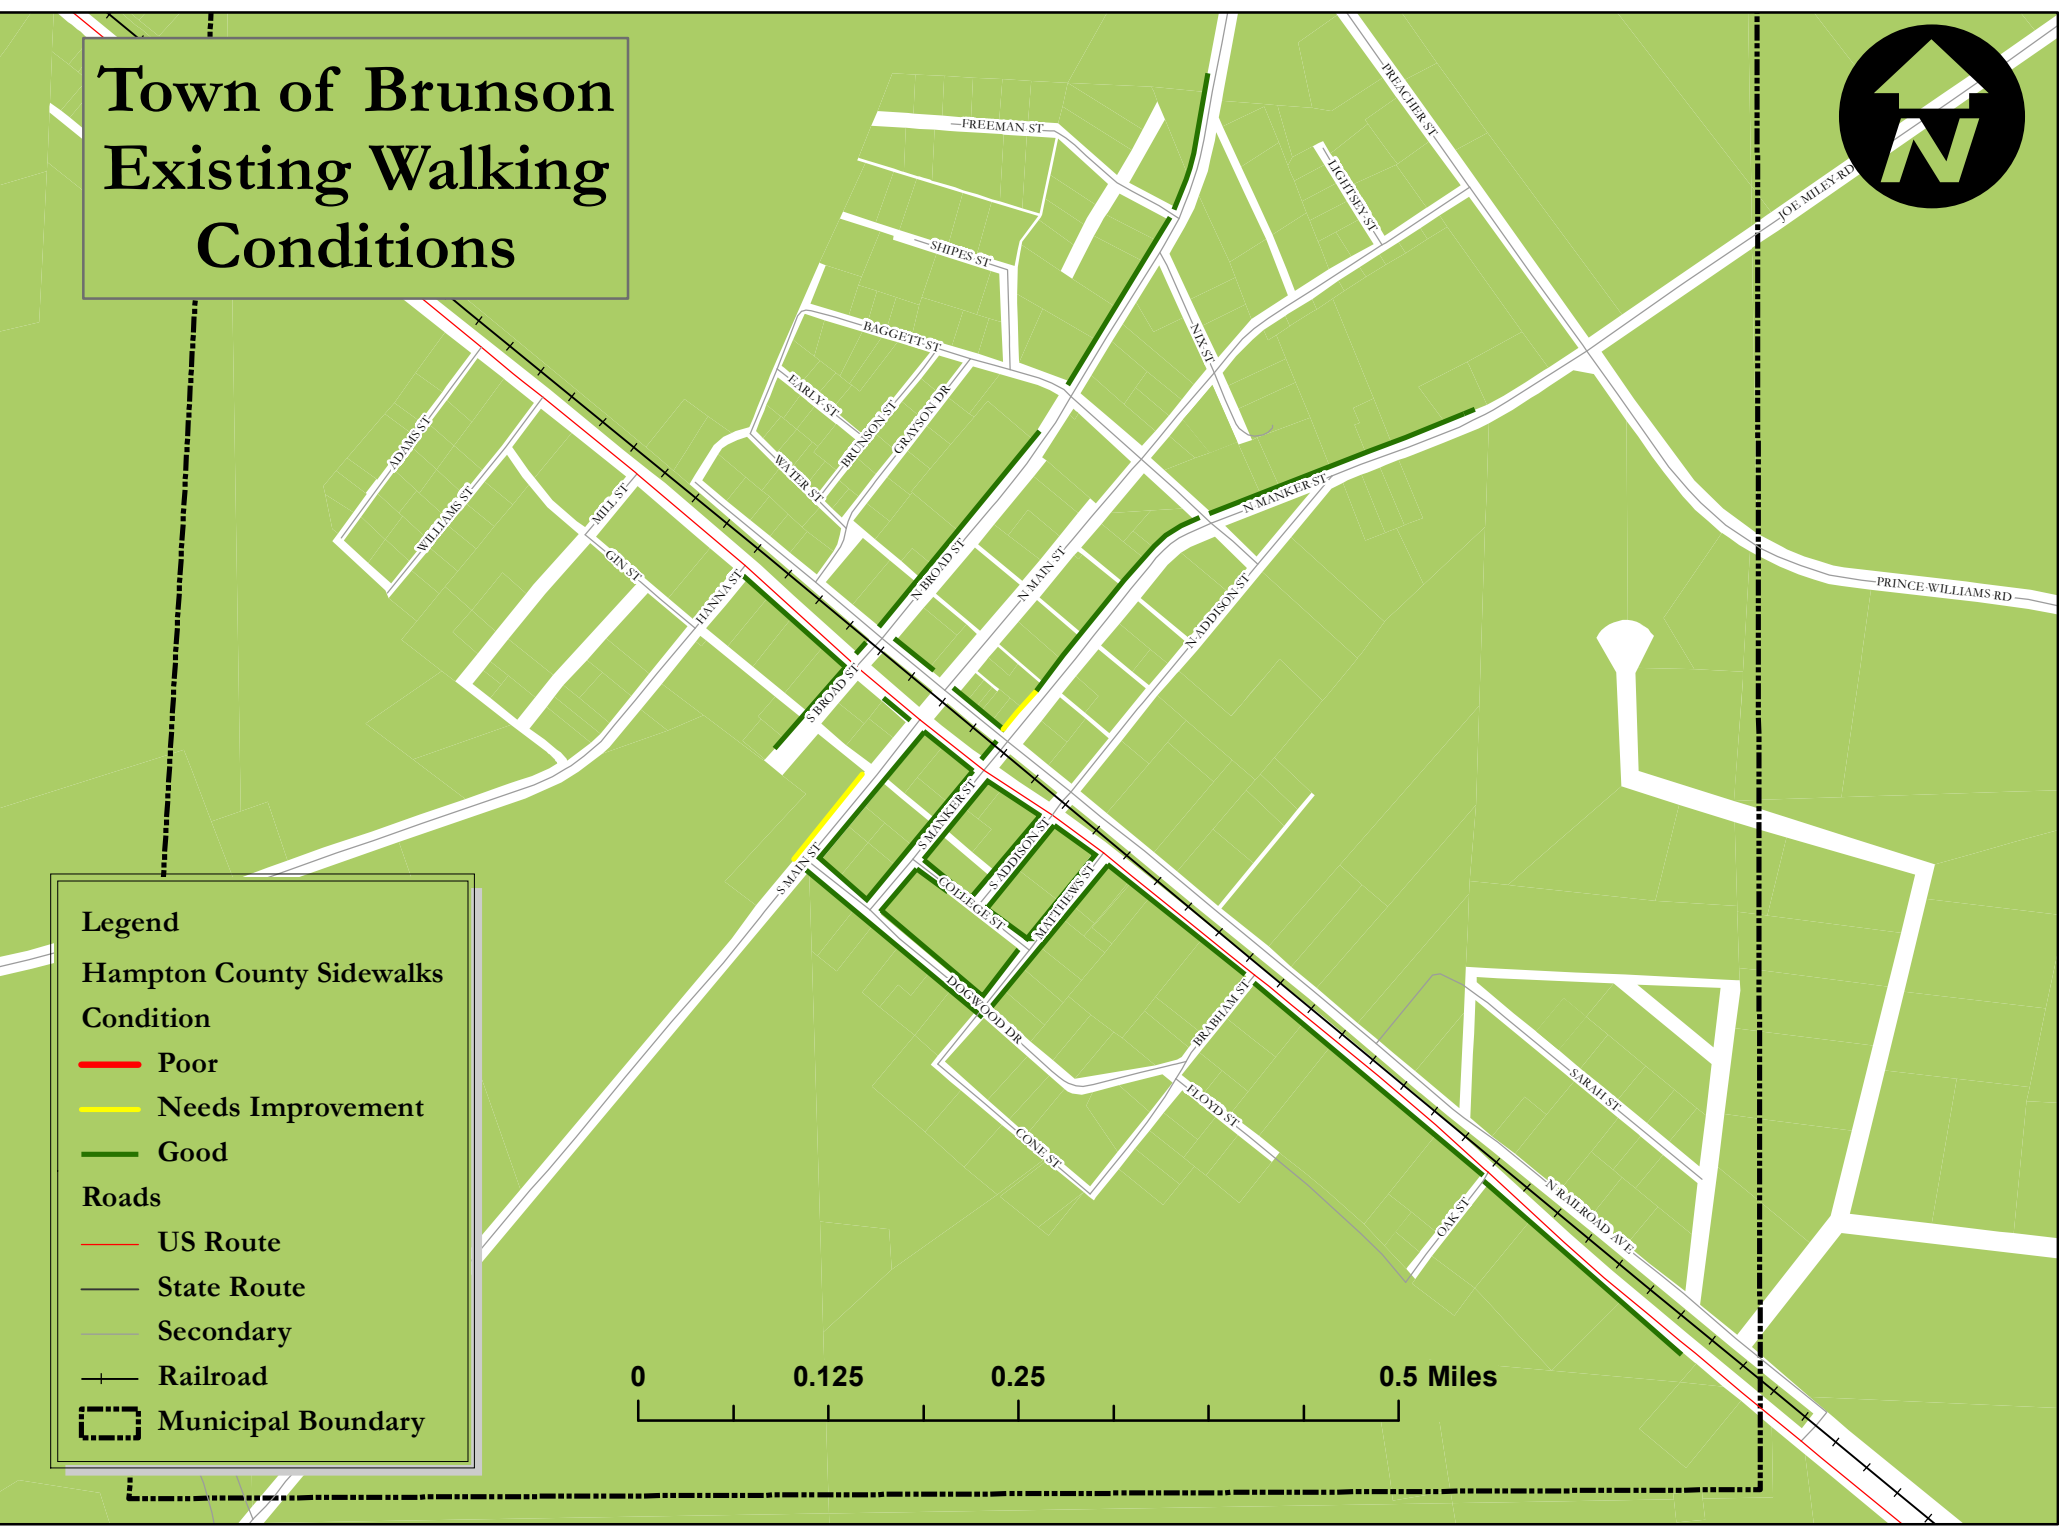 Town of Brunson
Existing Walking
Conditions
N
PREACHER ST
FREEMAN ST
LIGHTSEY ST
JOE MILEY RD
SHIPES ST
NIX ST
BAGGETT ST
EARLY ST
BRUNSON ST
GRAYSON DR
ADAMS ST
WATER ST
WILLIAMS ST
MILL ST
N MANKER ST
GIN ST
HANNA ST
N BROAD ST
N MAIN ST
N ADDISON ST
PRINCE WILLIAMS RD
S BROAD ST
S MANKER ST
S MAIN ST
S ADDISON ST
COLLEGE ST
MATTHEWS ST
DOGWOOD DR
BRABHAM ST
FLOYD ST
CONE ST
SARAH ST
OAK ST
N RAILROAD AVE
Legend
Hampton County Sidewalks
Condition
Poor
Needs Improvement
Good
Roads
US Route
State Route
Secondary
Railroad
Municipal Boundary
0 0.125 0.25 0.5 Miles